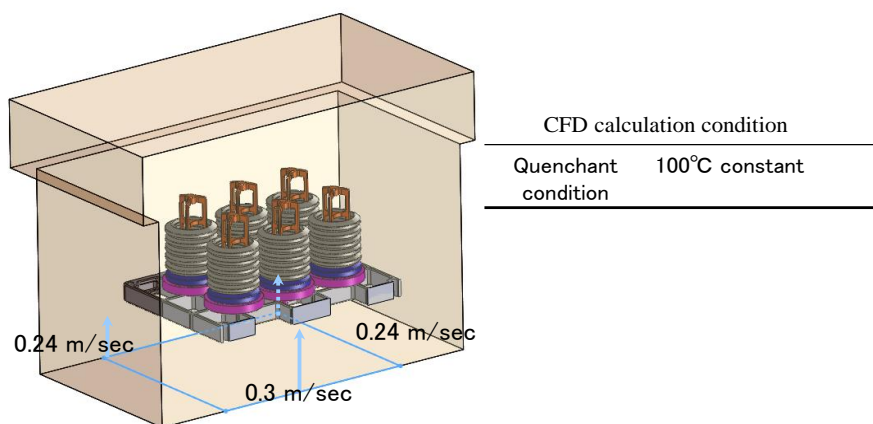 CFD calculation condition
Quenchant 100℃ constant
condition
0.24 m/sec
0.24 m/sec
0.3 m/sec